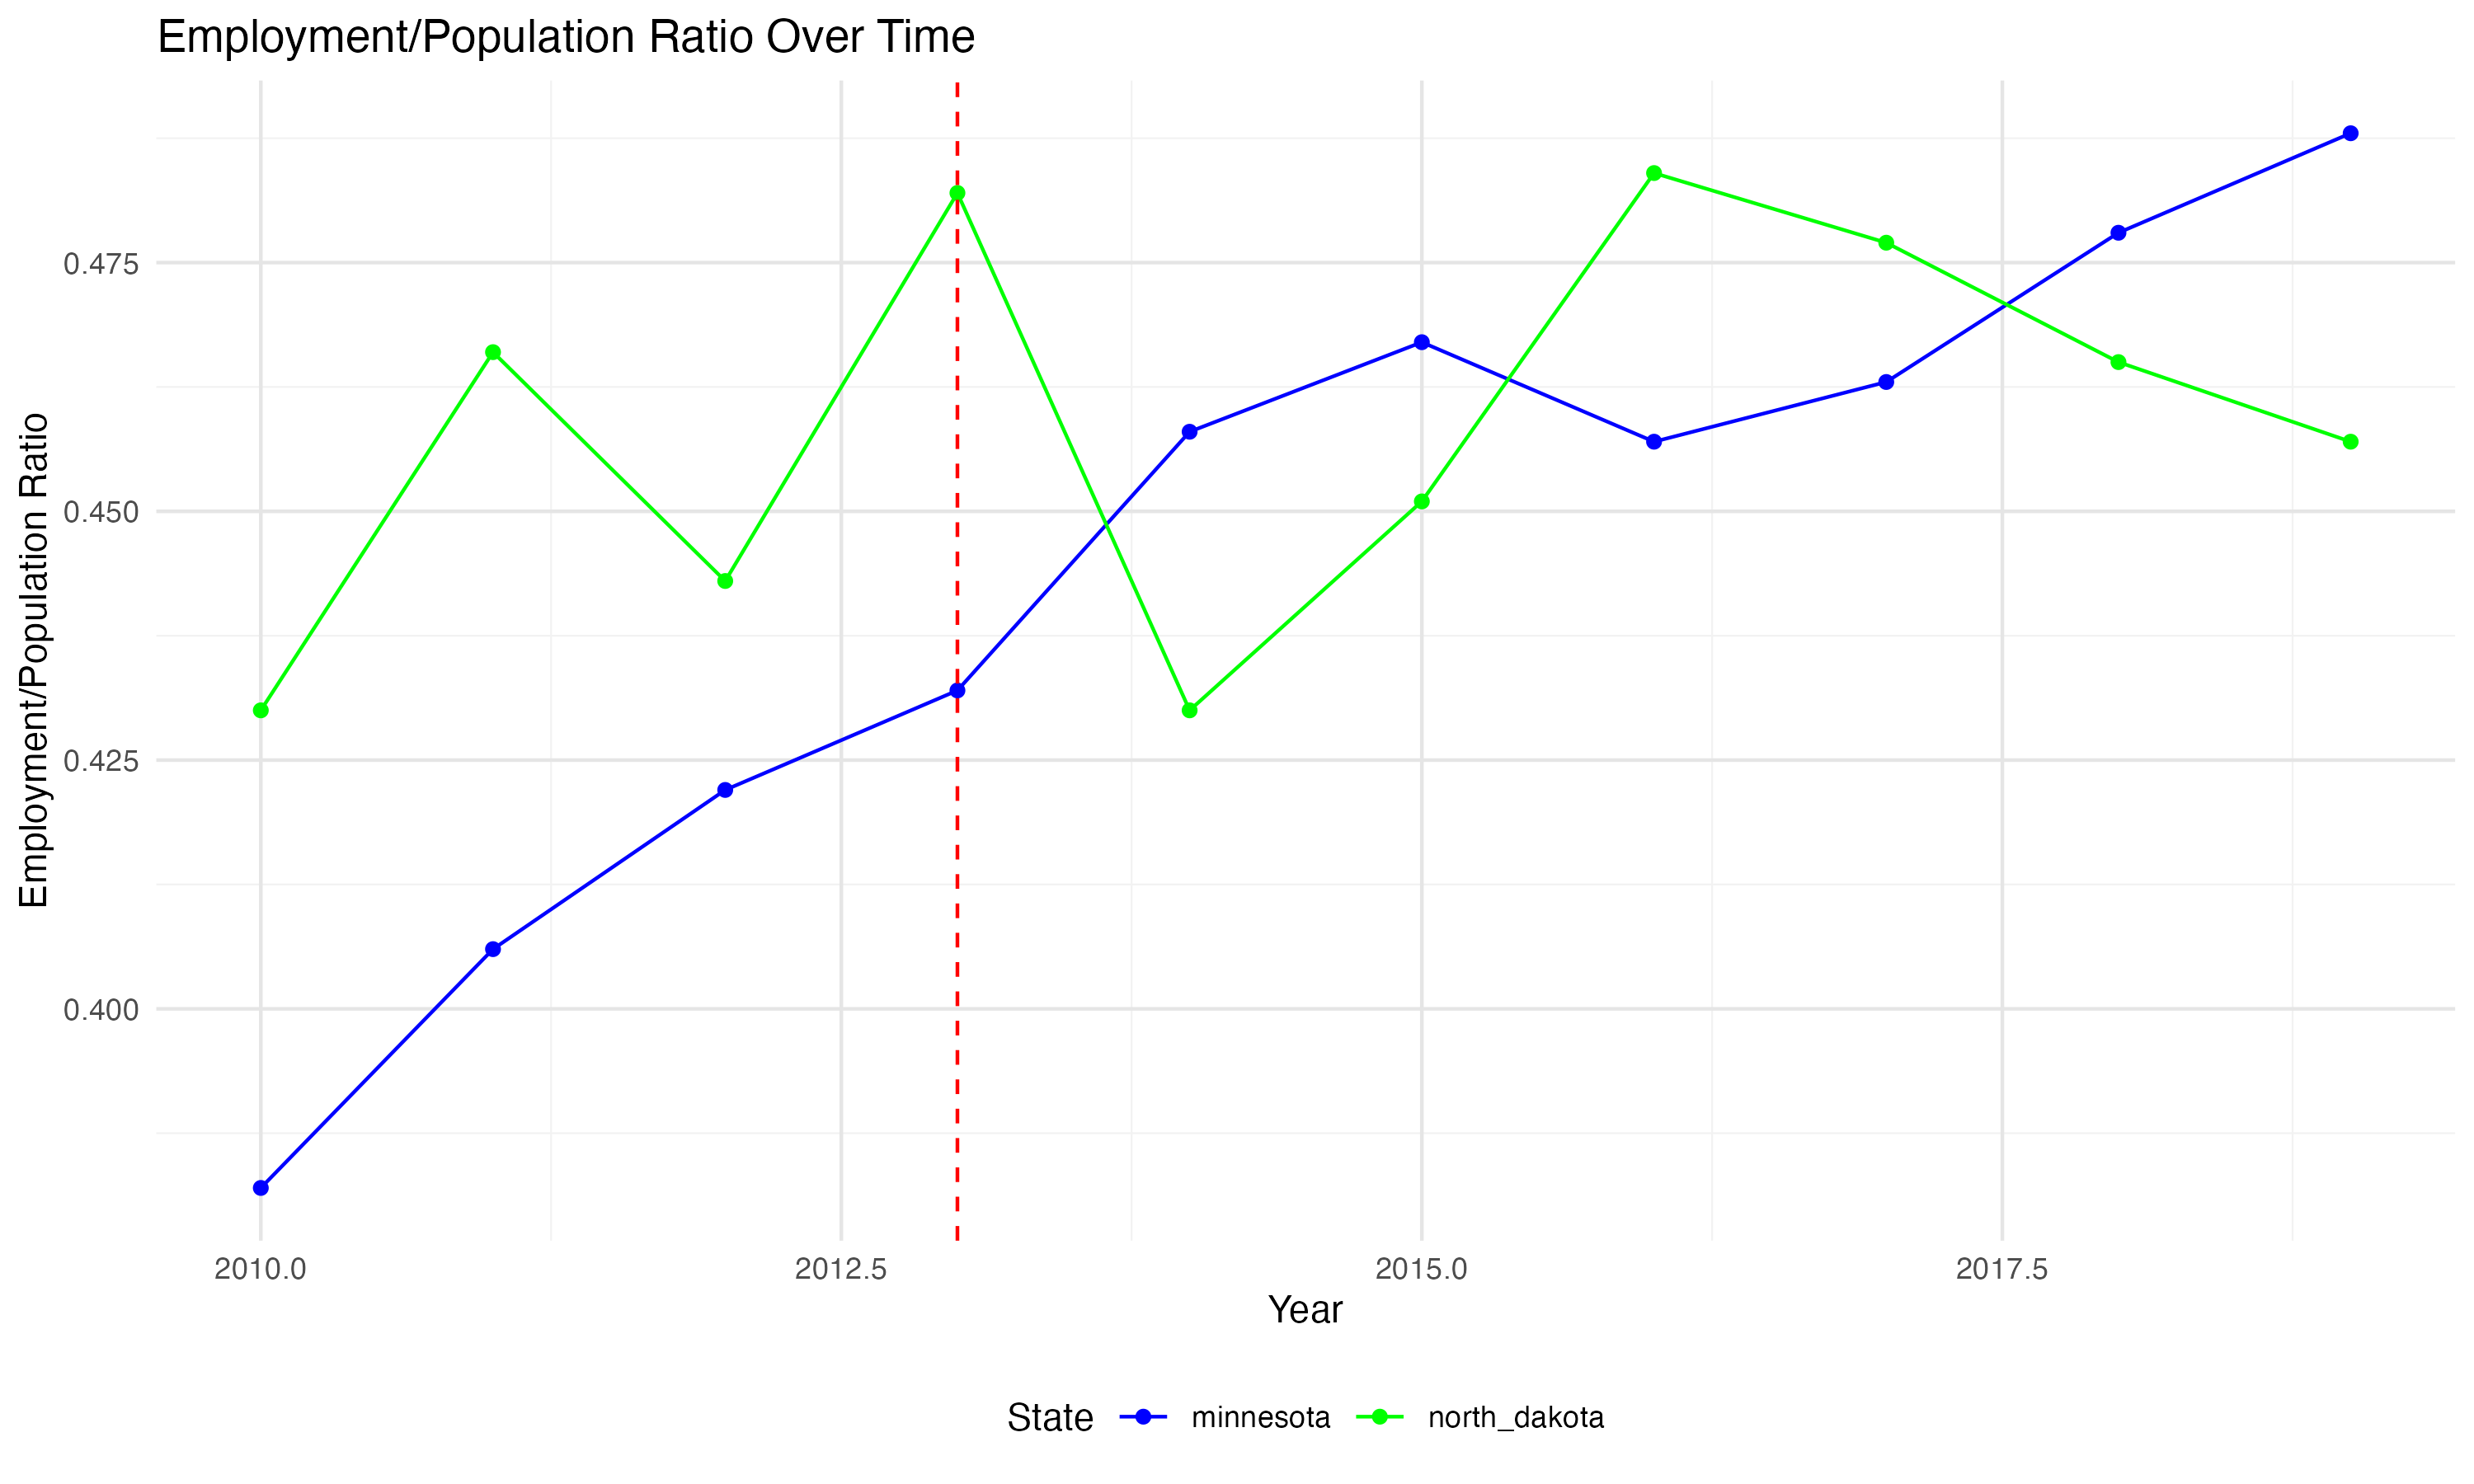 Employment/Population Ratio Over Time
Employment/Population Ratio
0.475
0.450
0.425
0.400
2010.0 2012.5 2015.0 2017.5
Year
State minnesota north_dakota